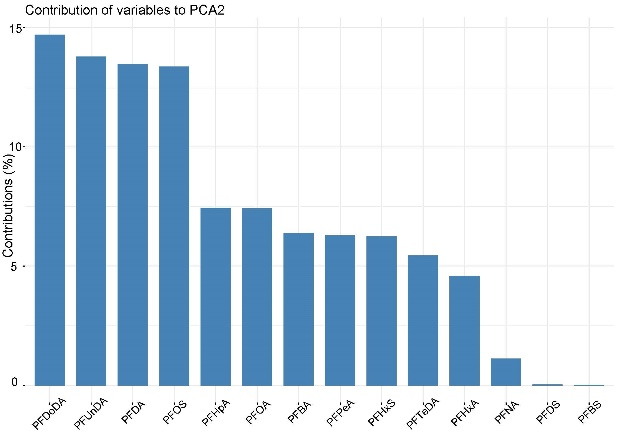 Contribution of variables to PCA2
Contributions (%)
15
10
5
0
PFDoDA PFUnDA PFDA PFOS PFHpA PFOA PFBA PFPeA PFHxS PFTeDA PFHxA PFNA PFDS PFBS